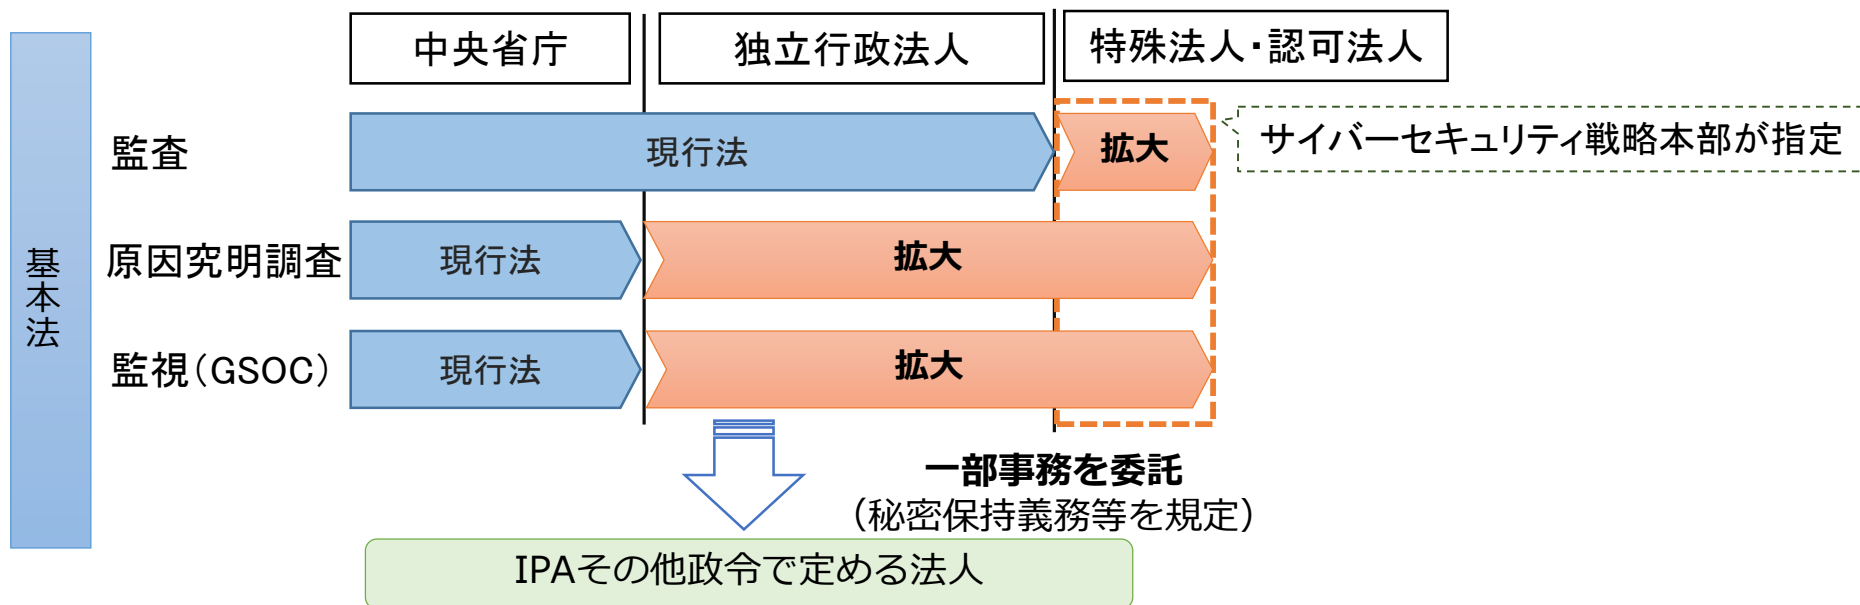 中央省庁
独立行政法人
特殊法人・認可法人
基本法
監査
現行法
拡大
サイバーセキュリティ戦略本部が指定
原因究明調査
現行法
拡大
監視(GSOC)
現行法
拡大
一部事務を委託
(秘密保持義務等を規定)
IPAその他政令で定める法人